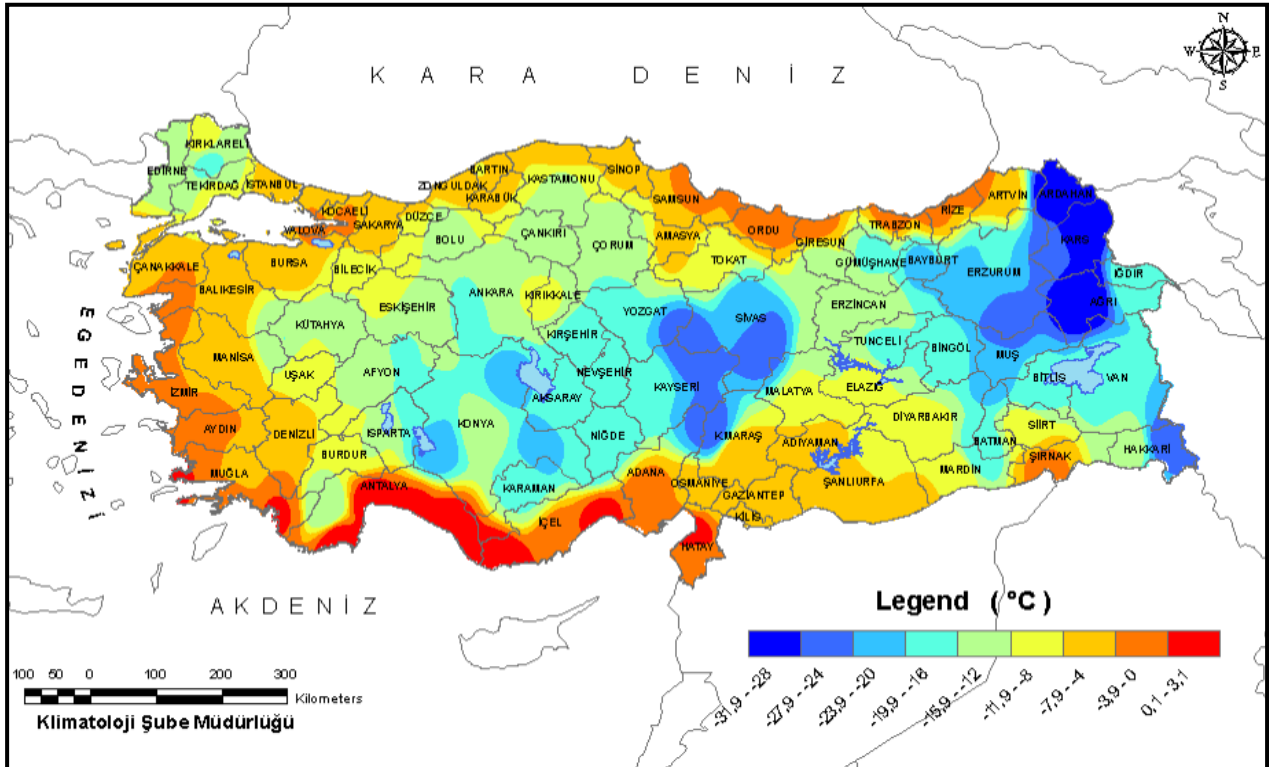 N
W E
S
KARA DENİZ
KIRKLARELİ
EDİRNE
TEKİRDAĞ
İSTANBUL
KOCAELİ
YALOVA
SAKARYA
DÜZCE
ZONGULDAK
BARTIN
KARABÜK
KASTAMONU
SİNOP
SAMSUN
AMASYA
ORDU
GİRESUN
TRABZON
RİZE
ARTVİN
ARDAHAN
KARS
IĞDIR
AĞRI
ÇANAKKALE
BALIKESİR
BURSA
BİLECİK
BOLU
ÇANKIRI
ÇORUM
TOKAT
GÜMÜŞHANE
BAYBURT
ERZURUM
ERZİNCAN
ESKİŞEHİR
ANKARA
KIRIKKALE
YOZGAT
SİVAS
KÜTAHYA
KIRŞEHİR
TUNCELİ
BİNGÖL
MUŞ
BİTLİS
VAN
MANİSA
UŞAK
AFYON
NEVŞEHİR
KAYSERİ
MALATYA
ELAZIĞ
İZMİR
AKSARAY
DİYARBAKIR
SİİRT
AYDIN
DENİZLİ
ISPARTA
KONYA
NİĞDE
K.MARAŞ
ADIYAMAN
BATMAN
HAKKARİ
ŞIRNAK
BURDUR
MUĞLA
ANTALYA
KARAMAN
ADANA
OSMANİYE
GAZİANTEP
ŞANLIURFA
MARDİN
KİLİS
İÇEL
HATAY
EGE DENİZİ
AKDENİZ
Legend ( °C )
-31,9 - -28
-27,9 - -24
-23,9 - -20
-19,9 - -16
-15,9 - -12
-11,9 - -8
-7,9 - -4
-3,9 - 0
0,1 - 3,1
100 50 0 100 200 300
Kilometers
Klimatoloji Şube Müdürlüğü